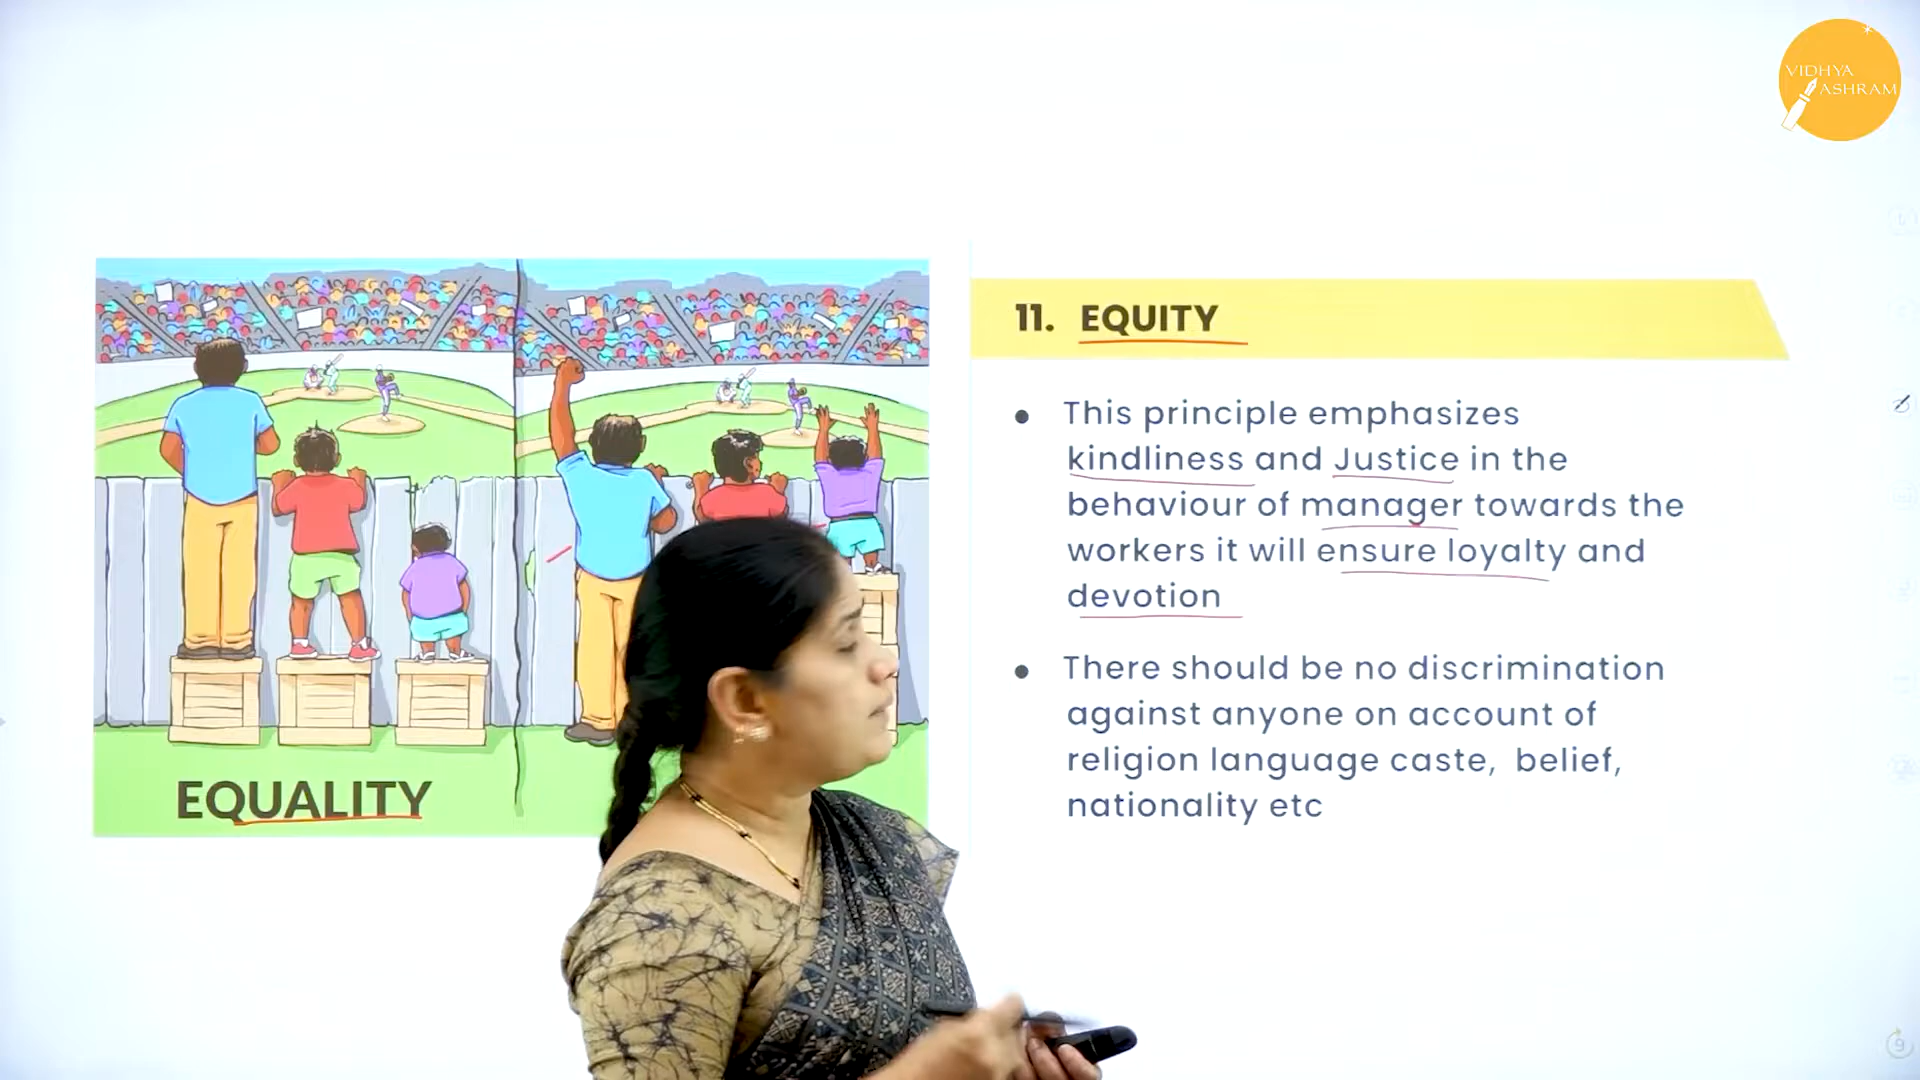 VIDHYA
ASHRAM
11. EQUITY
• This principle emphasizes
kindliness and Justice in the
behaviour of manager towards the
workers it will ensure loyalty and
devotion
• There should be no discrimination
against anyone on account of
religion language caste, belief,
nationality etc
EQUALITY